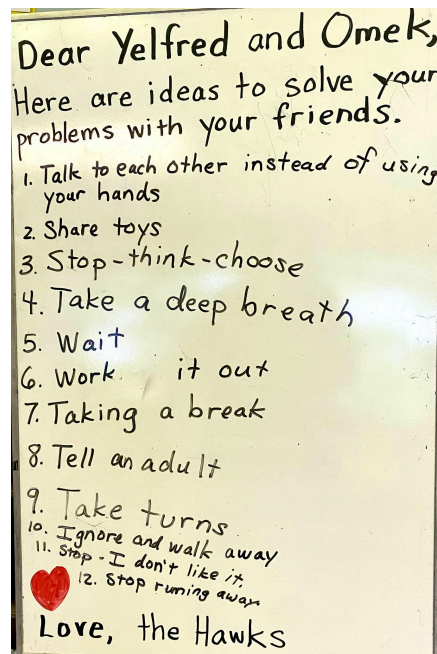 Dear Yelfred and Omek,
Here are ideas to solve your
problems with your friends.
1. Talk to each other instead of using
your hands
2. Share toys
3. Stop-think-choose
4. Take a deep breath
5. Wait
6. Work it out
7. Taking a break
8. Tell an adult
9. Take turns
10. Ignore and walk away
11. Stop - I don't like it.
12. Stop runing away.
Love, the Hawks